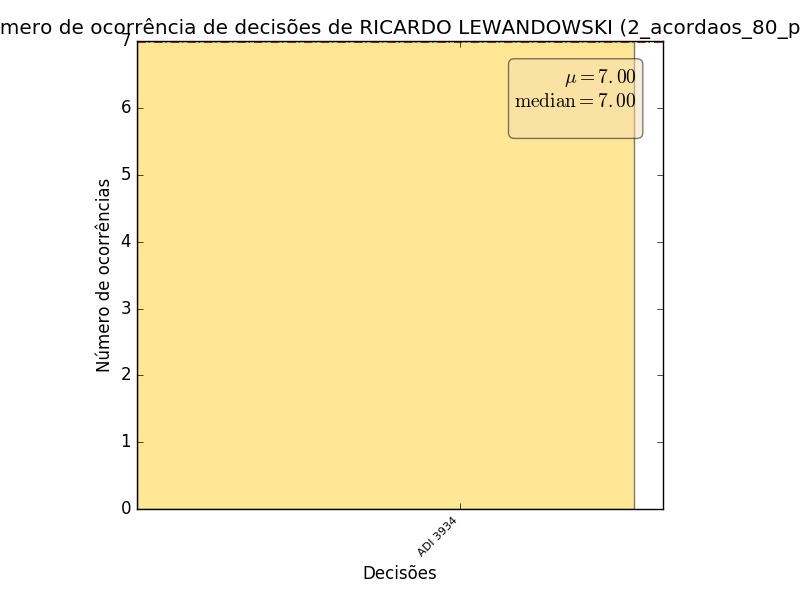 mero de ocorrência de decisões de RICARDO LEWANDOWSKI (2_acordaos_80_p
μ = 7.00
median = 7.00
7
6
5
4
3
2
1
0
Número de ocorrências
ADI 3934
Decisões